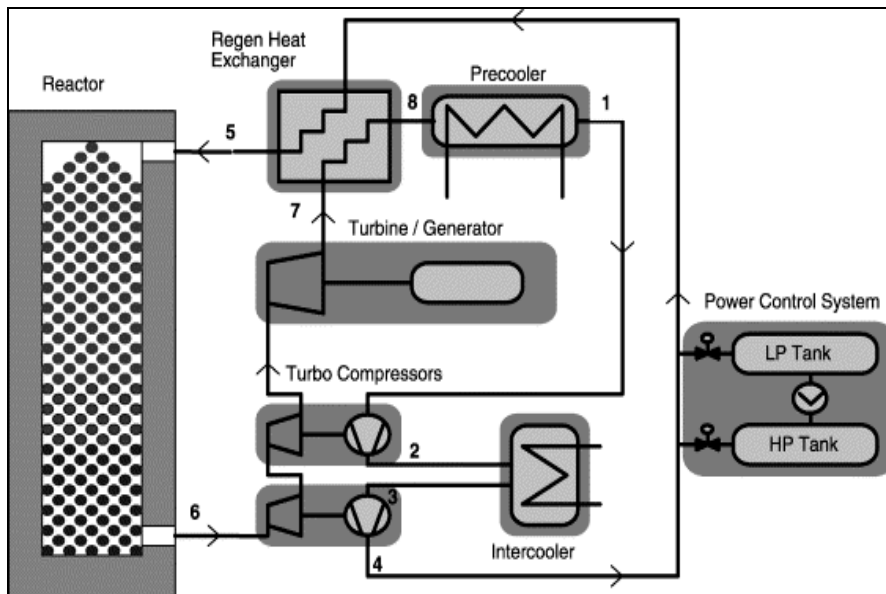 Regen Heat
Exchanger
Reactor
Precooler
8
1
5
7
Turbine / Generator
Power Control System
LP Tank
Turbo Compressors
2
HP Tank
3
6
4
Intercooler